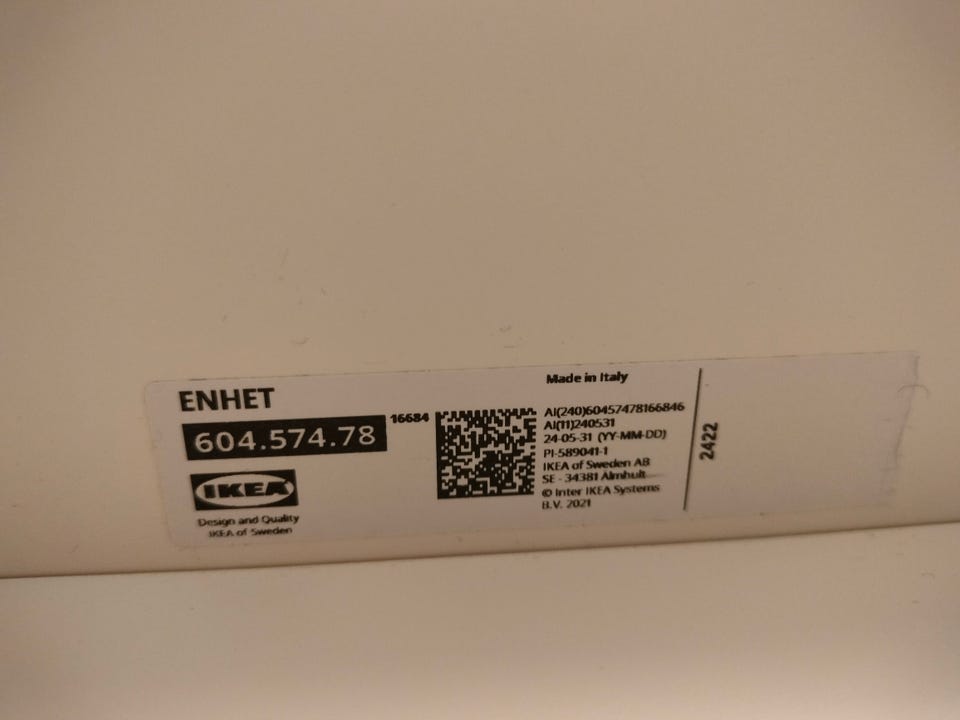 ENHET
604.574.78
16684
IKEA
Design and Quality
IKEA of Sweden
Made in Italy
AI(240)60457478166846
AI(11)240531
24-05-31 (YY-MM-DD)
PI-589041-1
IKEA of Sweden AB
SE - 34381 Älmhult
© Inter IKEA Systems
B.V. 2021
2422